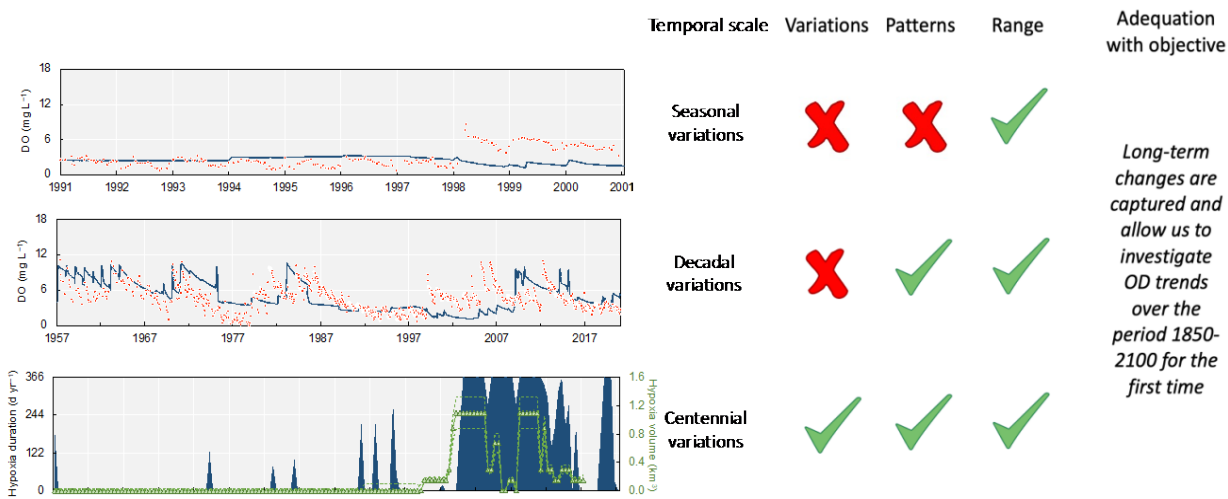 Temporal scale Variations Patterns Range Adequation
with objective
18
12
6
0
DO (mg L⁻¹)
1991 1992 1993 1994 1995 1996 1997 1998 1999 2000 2001
Seasonal
variations
18
12
6
0
DO (mg L⁻¹)
1957 1967 1977 1987 1997 2007 2017
Decadal
variations
366
244
122
0
Hypoxia duration (d yr⁻¹)
1.6
1.2
0.8
0.4
0.0
Hypoxia volume (km³)
Centennial
variations
Long-term
changes are
captured and
allow us to
investigate
OD trends
over the
period 1850-
2100 for the
first time